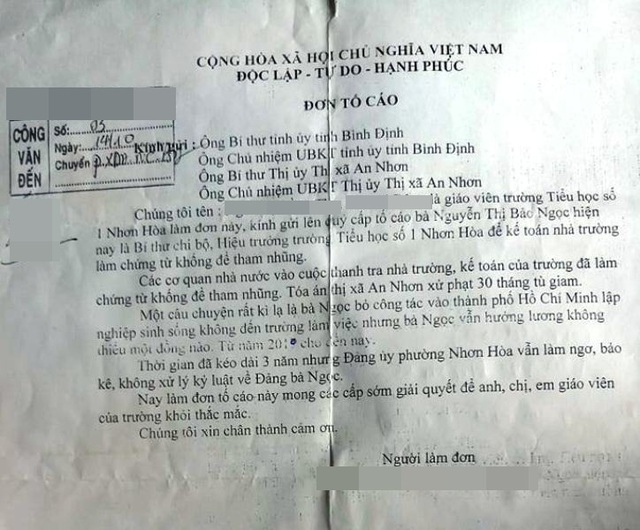 CỘNG HÒA XÃ HỘI CHỦ NGHĨA VIỆT NAM
ĐỘC LẬP - TỰ DO - HẠNH PHÚC
ĐƠN TỐ CÁO
CÔNG VĂN ĐẾN
Số: 03
Ngày: 14/10
Chuyển
Kính gửi : Ông Bí thư tỉnh ủy tỉnh Bình Định
Ông Chủ nhiệm UBKT tỉnh ủy tỉnh Bình Định
Ông Bí thư Thị ủy Thị xã An Nhơn
Ông Chủ nhiệm UBKT Thị ủy Thị xã An Nhơn
Chúng tôi tên : là giáo viên trường Tiểu học số
1 Nhơn Hòa làm đơn này, kính gửi lên quý cấp tố cáo bà Nguyễn Thị Bảo Ngọc hiện
nay là Bí thư chi bộ, Hiệu trưởng trường Tiểu học số 1 Nhơn Hòa để kế toán nhà trường
làm chứng từ khống để tham nhũng.
Các cơ quan nhà nước vào cuộc thanh tra nhà trường, kế toán của trường đã làm
chứng từ khống để tham nhũng. Tóa án thị xã An Nhơn xử phạt 30 tháng tù giam.
Một câu chuyện rất kì lạ là bà Ngọc bỏ công tác vào thành phố Hồ Chí Minh lập
nghiệp sinh sống không đến trường làm việc nhưng bà Ngọc vẫn hưởng lương không
thiếu một đồng nào. Từ năm cho đến nay.
Thời gian đã kéo dài 3 năm nhưng Đảng ủy phường Nhơn Hòa vẫn làm ngơ, bảo
kê, không xử lý kỷ luật về Đảng bà Ngọc.
Nay làm đơn tố cáo này mong các cấp sớm giải quyết để anh, chị, em giáo viên
của trường khỏi thắc mắc.
Chúng tôi xin chân thành cám ơn.
Người làm đơn